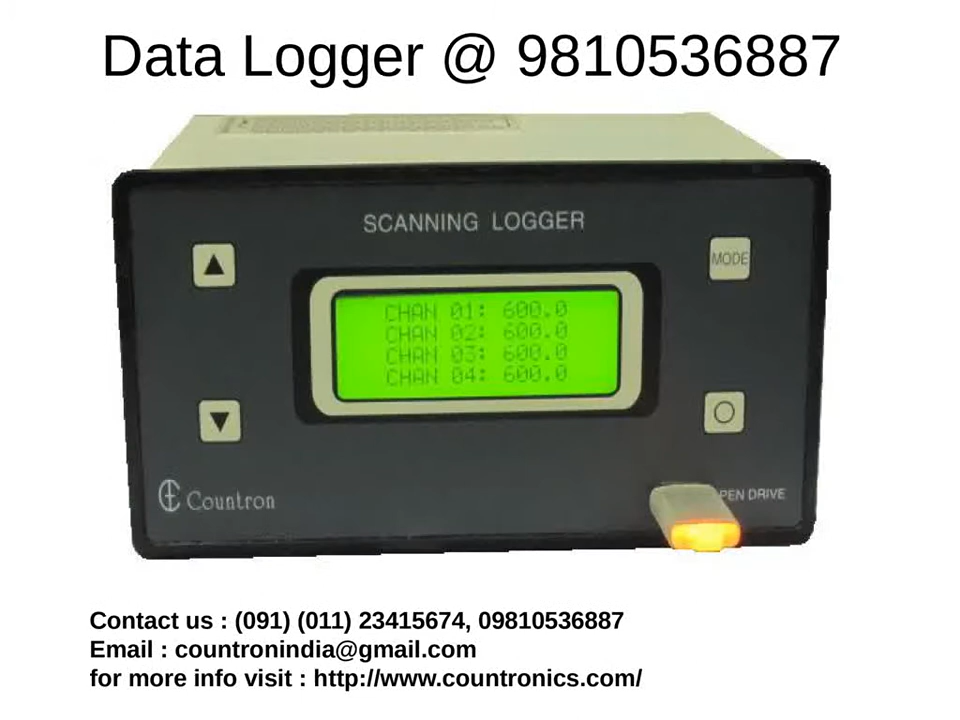 Data Logger @ 9810536887
SCANNING LOGGER
MODE
CHAN 01: 600.0
CHAN 02: 600.0
CHAN 03: 600.0
CHAN 04: 600.0
Countron
PEN DRIVE
Contact us : (091) (011) 23415674, 09810536887
Email : countronindia@gmail.com
for more info visit : http://www.countronics.com/